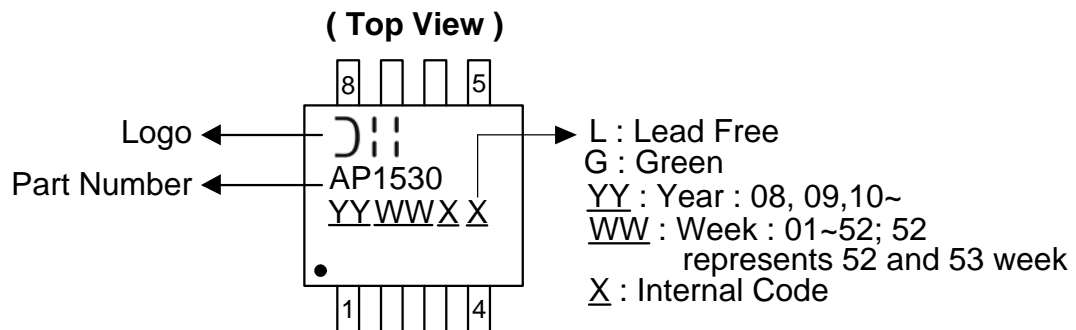 ( Top View )
8 5
Logo
AP1530
Part Number
YY WW X X
1 4
L : Lead Free
G : Green
YY : Year : 08, 09,10~
WW : Week : 01~52; 52
represents 52 and 53 week
X : Internal Code